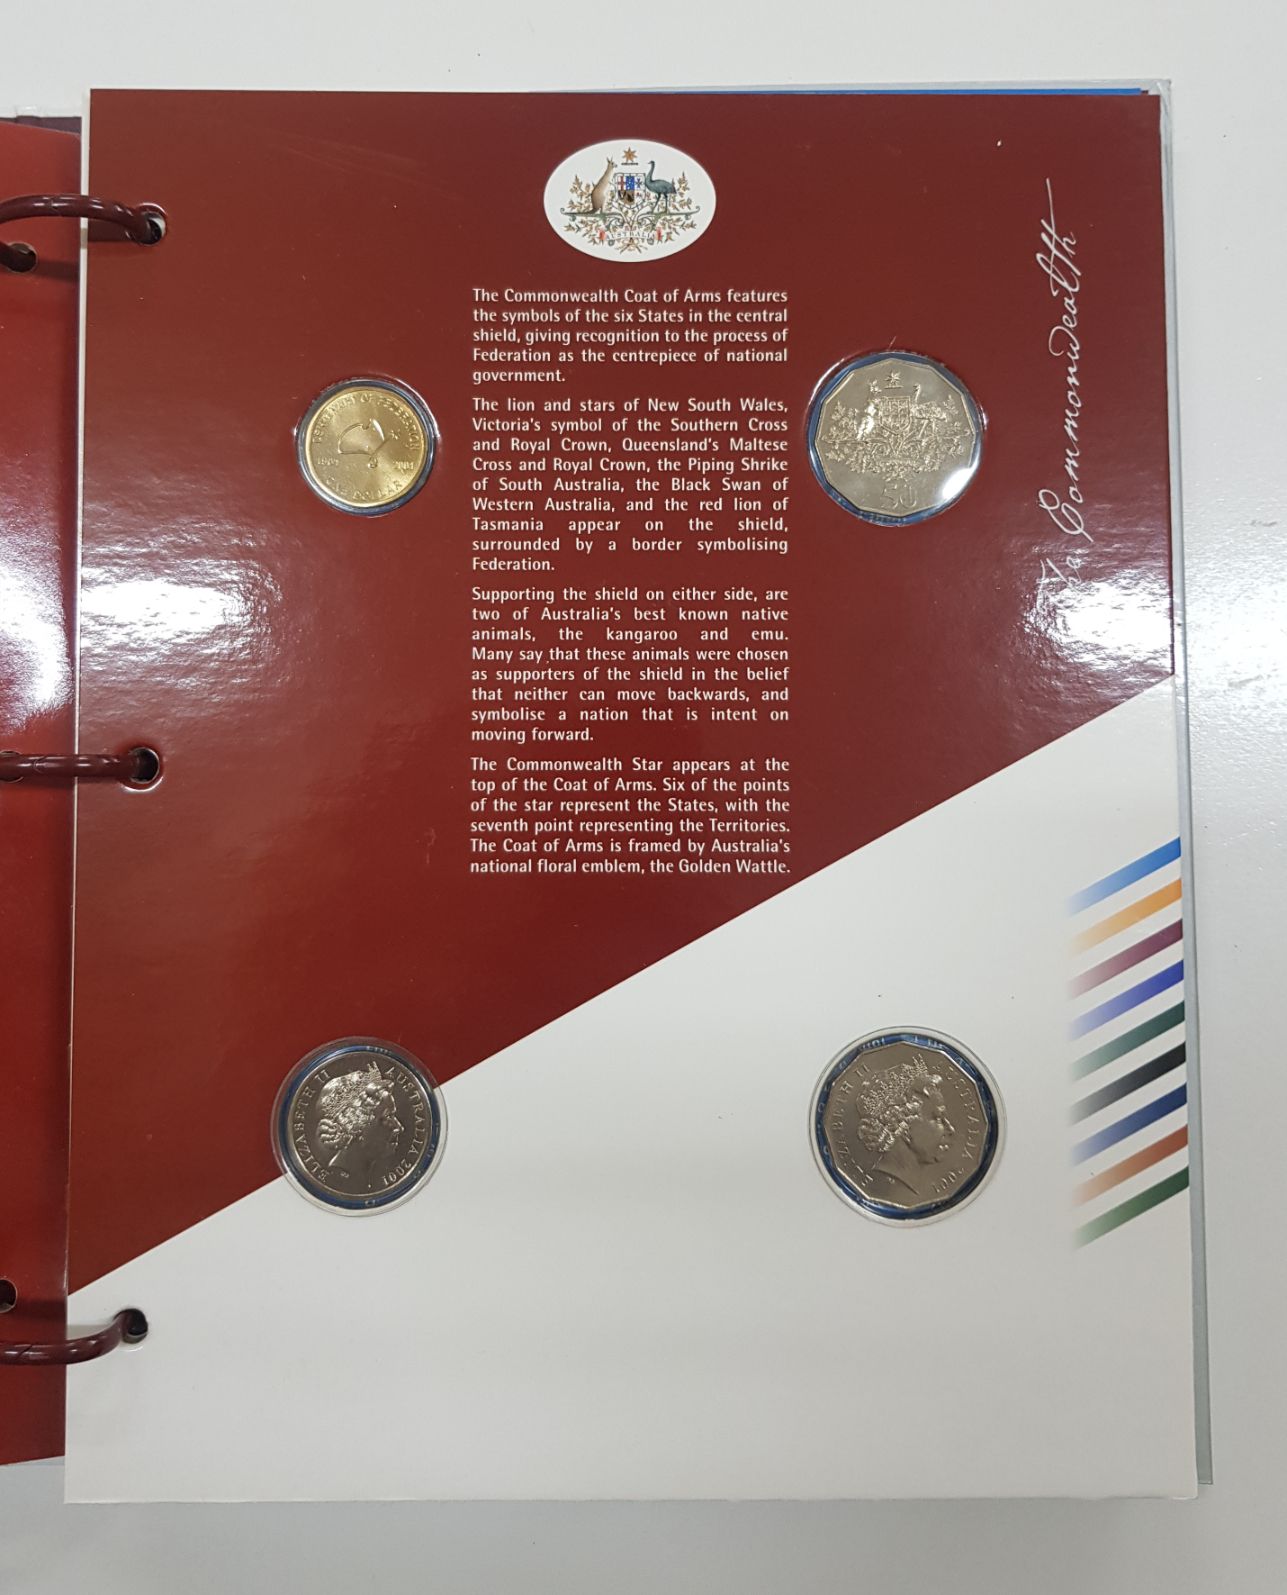 AUSTRALIA
The Commonwealth Coat of Arms features
the symbols of the six States in the central
shield, giving recognition to the process of
Federation as the centrepiece of national
government.
The lion and stars of New South Wales,
Victoria's symbol of the Southern Cross
and Royal Crown, Queensland's Maltese
Cross and Royal Crown, the Piping Shrike
of South Australia, the Black Swan of
Western Australia, and the red lion of
Tasmania appear on the shield,
surrounded by a border symbolising
Federation.
Supporting the shield on either side, are
two of Australia's best known native
animals, the kangaroo and emu.
Many say that these animals were chosen
as supporters of the shield in the belief
that neither can move backwards, and
symbolise a nation that is intent on
moving forward.
The Commonwealth Star appears at the
top of the Coat of Arms. Six of the points
of the star represent the States, with the
seventh point representing the Territories.
The Coat of Arms is framed by Australia's
national floral emblem, the Golden Wattle.
Commonwealth
CENTENARY OF FEDERATION
1901 2001
ONE DOLLAR
50
ELIZABETH II AUSTRALIA 2001
ELIZABETH II AUSTRALIA 2001